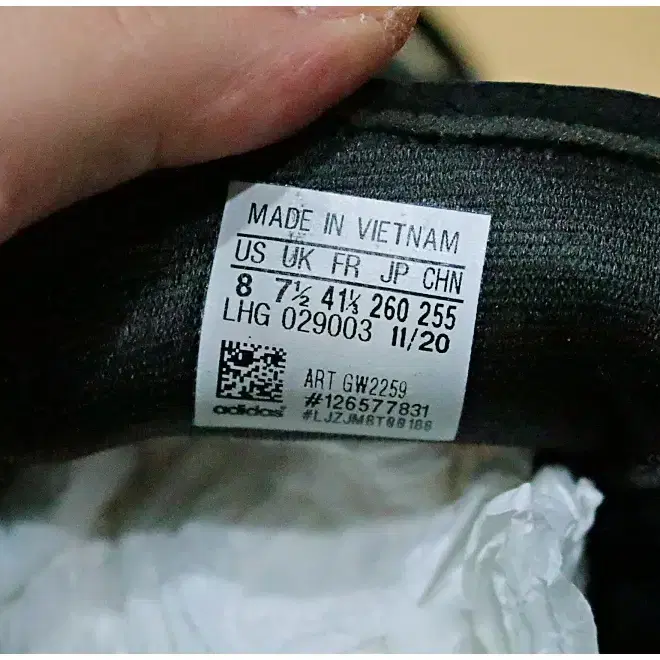 MADE IN VIETNAM
US UK FR JP CHN
8 7½ 41⅓ 260 255
LHG 029003 11/20
ART GW2259
#126577831
adidas